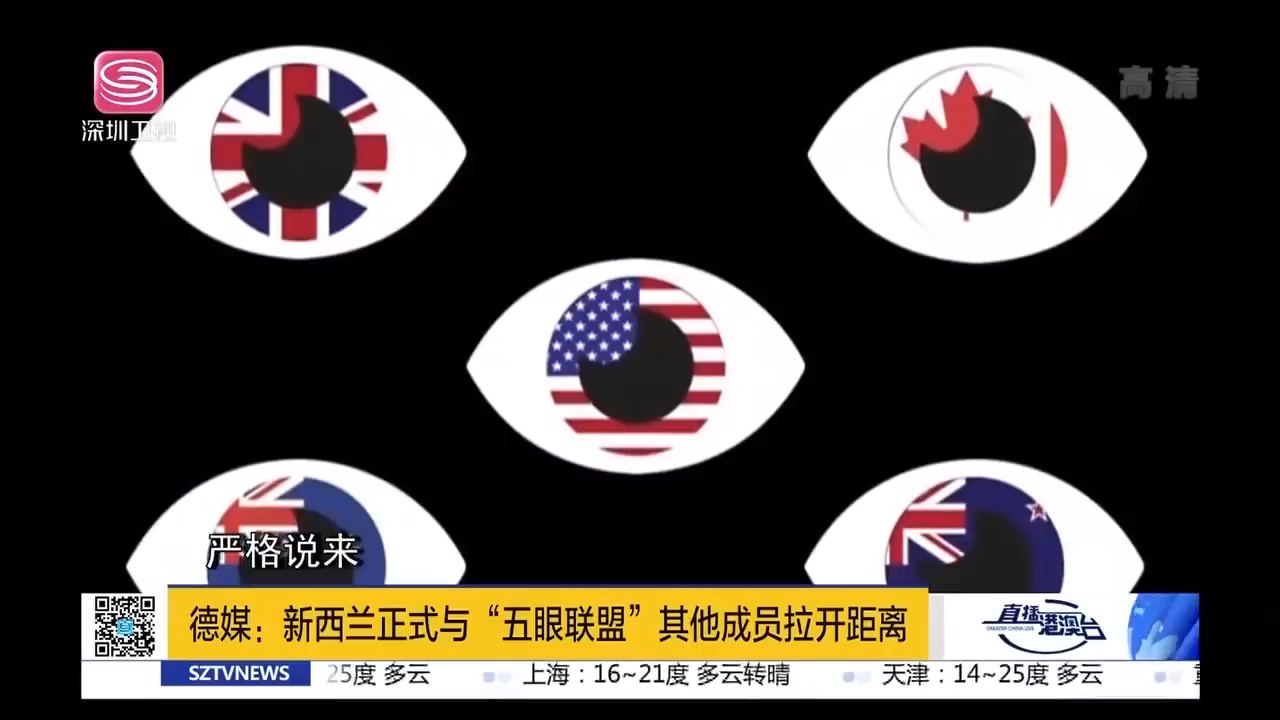 高清
深圳卫视
严格说来
德媒：新西兰正式与“五眼联盟”其他成员拉开距离
直播港澳台
GREATER CHINA LIVE
SZTVNEWS
25度 多云 上海：16~21度 多云转晴 天津：14~25度 多云